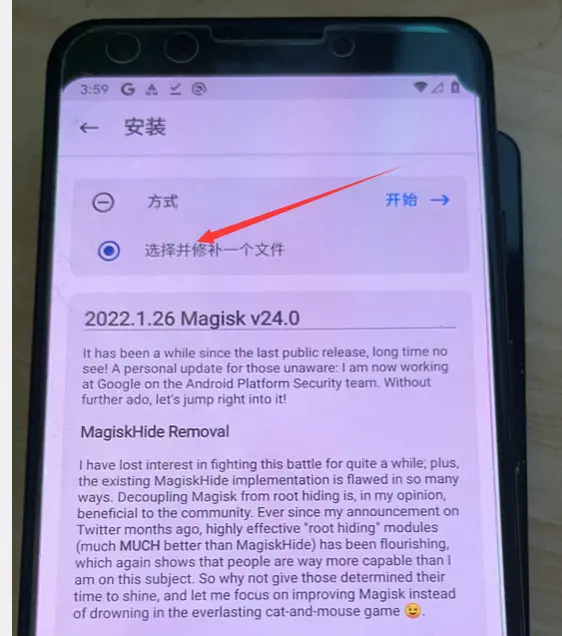 3:59
安装
方式
开始
选择并修补一个文件
2022.1.26 Magisk v24.0
It has been a while since the last public release, long time no
see! A personal update for those unaware: I am now working
at Google on the Android Platform Security team. Without
further ado, let's jump right into it!
MagiskHide Removal
I have lost interest in fighting this battle for quite a while; plus,
the existing MagiskHide implementation is flawed in so many
ways. Decoupling Magisk from root hiding is, in my opinion,
beneficial to the community. Ever since my announcement on
Twitter months ago, highly effective "root hiding" modules
(much MUCH better than MagiskHide) has been flourishing,
which again shows that people are way more capable than I
am on this subject. So why not give those determined their
time to shine, and let me focus on improving Magisk instead
of drowning in the everlasting cat-and-mouse game 😉.